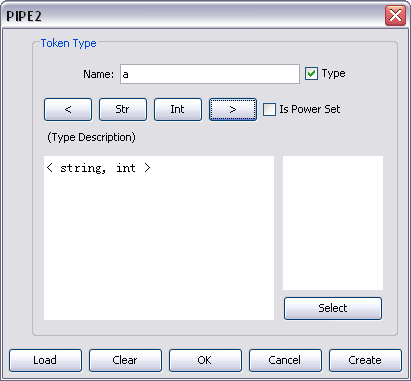 PIPE2
Token Type
Name: a Type
< Str Int > Is Power Set
(Type Description)
< string, int >
Select
Load Clear OK Cancel Create